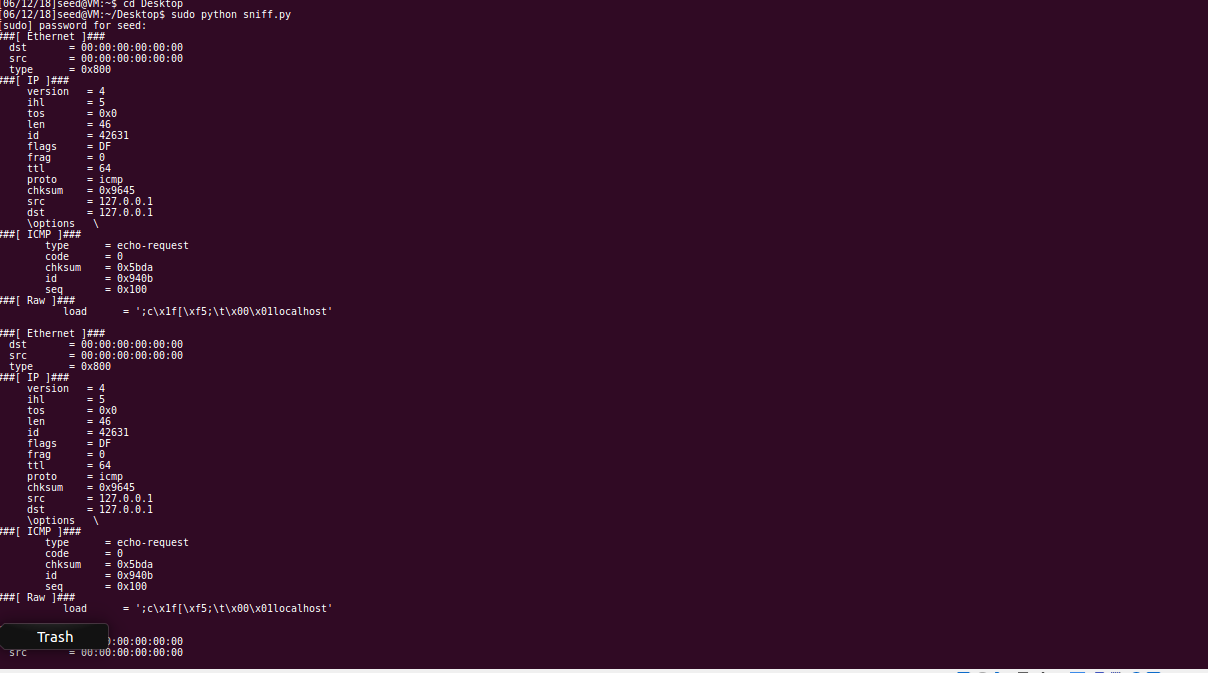 [06/12/18]seed@VM:~$ cd Desktop
[06/12/18]seed@VM:~/Desktop$ sudo python sniff.py
[sudo] password for seed:
###[ Ethernet ]###
  dst       = 00:00:00:00:00:00
  src       = 00:00:00:00:00:00
  type      = 0x800
###[ IP ]###
     version   = 4
     ihl       = 5
     tos       = 0x0
     len       = 46
     id        = 42631
     flags     = DF
     frag      = 0
     ttl       = 64
     proto     = icmp
     chksum    = 0x9645
     src       = 127.0.0.1
     dst       = 127.0.0.1
     \options   \
###[ ICMP ]###
        type      = echo-request
        code      = 0
        chksum    = 0x5bda
        id        = 0x940b
        seq       = 0x100
###[ Raw ]###
           load      = ';c\x1f[\xf5;\t\x00\x01localhost'
###[ Ethernet ]###
  dst       = 00:00:00:00:00:00
  src       = 00:00:00:00:00:00
  type      = 0x800
###[ IP ]###
     version   = 4
     ihl       = 5
     tos       = 0x0
     len       = 46
     id        = 42631
     flags     = DF
     frag      = 0
     ttl       = 64
     proto     = icmp
     chksum    = 0x9645
     src       = 127.0.0.1
     dst       = 127.0.0.1
     \options   \
###[ ICMP ]###
        type      = echo-request
        code      = 0
        chksum    = 0x5bda
        id        = 0x940b
        seq       = 0x100
###[ Raw ]###
           load      = ';c\x1f[\xf5;\t\x00\x01localhost'
Trash
:00:00:00:00:00
  src       = 00:00:00:00:00:00